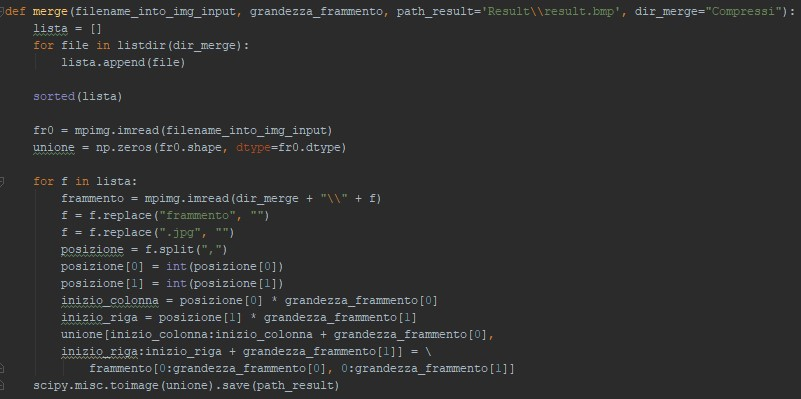 def merge(filename_into_img_input, grandezza_frammento, path_result='Result\\result.bmp', dir_merge="Compressi"):
    lista = []
    for file in listdir(dir_merge):
        lista.append(file)

    sorted(lista)

    fr0 = mpimg.imread(filename_into_img_input)
    unione = np.zeros(fr0.shape, dtype=fr0.dtype)

    for f in lista:
        frammento = mpimg.imread(dir_merge + "\\" + f)
        f = f.replace("frammento", "")
        f = f.replace(".jpg", "")
        posizione = f.split(",")
        posizione[0] = int(posizione[0])
        posizione[1] = int(posizione[1])
        inizio_colonna = posizione[0] * grandezza_frammento[0]
        inizio_riga = posizione[1] * grandezza_frammento[1]
        unione[inizio_colonna:inizio_colonna + grandezza_frammento[0],
        inizio_riga:inizio_riga + grandezza_frammento[1]] = \
            frammento[0:grandezza_frammento[0], 0:grandezza_frammento[1]]
    scipy.misc.toimage(unione).save(path_result)